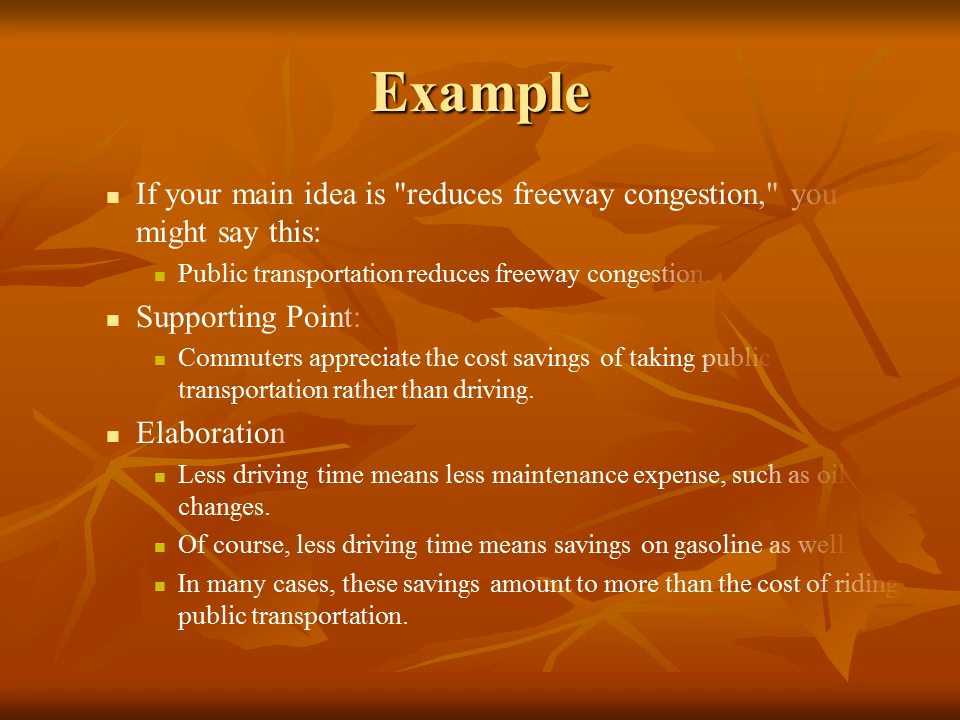 Example
If your main idea is "reduces freeway congestion," you
might say this:
Public transportation reduces freeway congestion.
Supporting Point:
Commuters appreciate the cost savings of taking public
transportation rather than driving.
Elaboration
Less driving time means less maintenance expense, such as oil
changes.
Of course, less driving time means savings on gasoline as well.
In many cases, these savings amount to more than the cost of riding
public transportation.